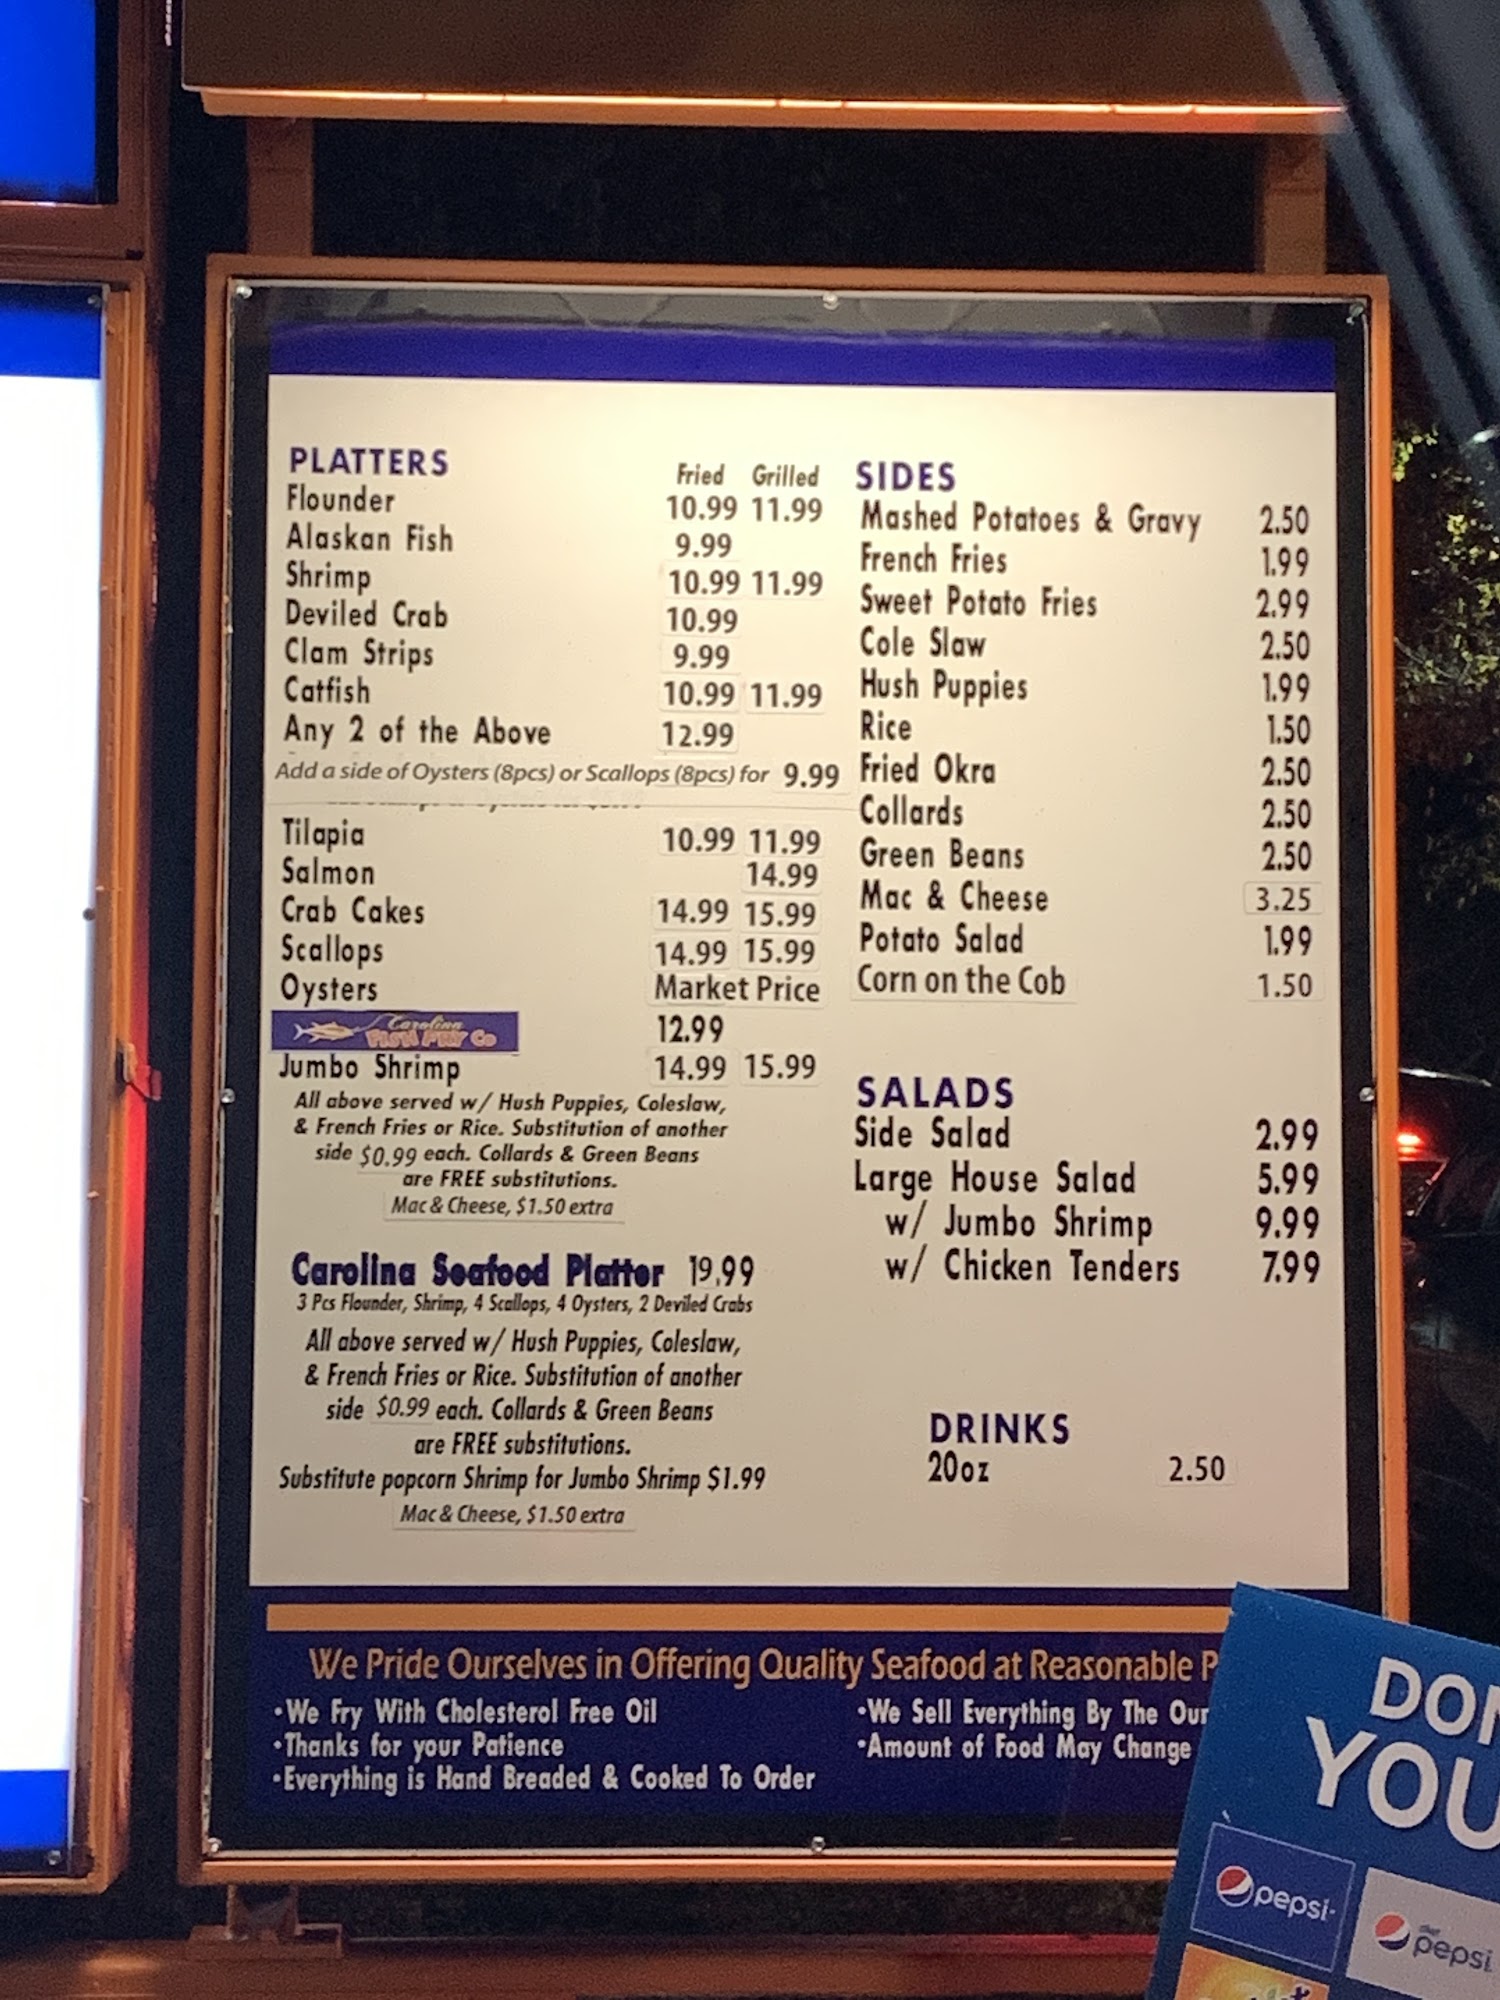 PLATTERS Fried Grilled
Flounder 10.99 11.99
Alaskan Fish 9.99
Shrimp 10.99 11.99
Deviled Crab 10.99
Clam Strips 9.99
Catfish 10.99 11.99
Any 2 of the Above 12.99
Add a side of Oysters (8pcs) or Scallops (8pcs) for 9.99
Tilapia 10.99 11.99
Salmon 14.99
Crab Cakes 14.99 15.99
Scallops 14.99 15.99
Oysters Market Price
Carolina Fish Fry Co 12.99
Jumbo Shrimp 14.99 15.99
All above served w/ Hush Puppies, Coleslaw,
& French Fries or Rice. Substitution of another
side $0.99 each. Collards & Green Beans
are FREE substitutions.
Mac & Cheese, $1.50 extra
Carolina Seafood Platter 19.99
3 Pcs Flounder, Shrimp, 4 Scallops, 4 Oysters, 2 Deviled Crabs
All above served w/ Hush Puppies, Coleslaw,
& French Fries or Rice. Substitution of another
side $0.99 each. Collards & Green Beans
are FREE substitutions.
Substitute popcorn Shrimp for Jumbo Shrimp $1.99
Mac & Cheese, $1.50 extra
SIDES
Mashed Potatoes & Gravy 2.50
French Fries 1.99
Sweet Potato Fries 2.99
Cole Slaw 2.50
Hush Puppies 1.99
Rice 1.50
Fried Okra 2.50
Collards 2.50
Green Beans 2.50
Mac & Cheese 3.25
Potato Salad 1.99
Corn on the Cob 1.50
SALADS
Side Salad 2.99
Large House Salad 5.99
w/ Jumbo Shrimp 9.99
w/ Chicken Tenders 7.99
DRINKS
20oz 2.50
We Pride Ourselves in Offering Quality Seafood at Reasonable P
•We Fry With Cholesterol Free Oil
•Thanks for your Patience
•Everything is Hand Breaded & Cooked To Order
•We Sell Everything By The Our
•Amount of Food May Change
YOU
pepsi
diet pepsi